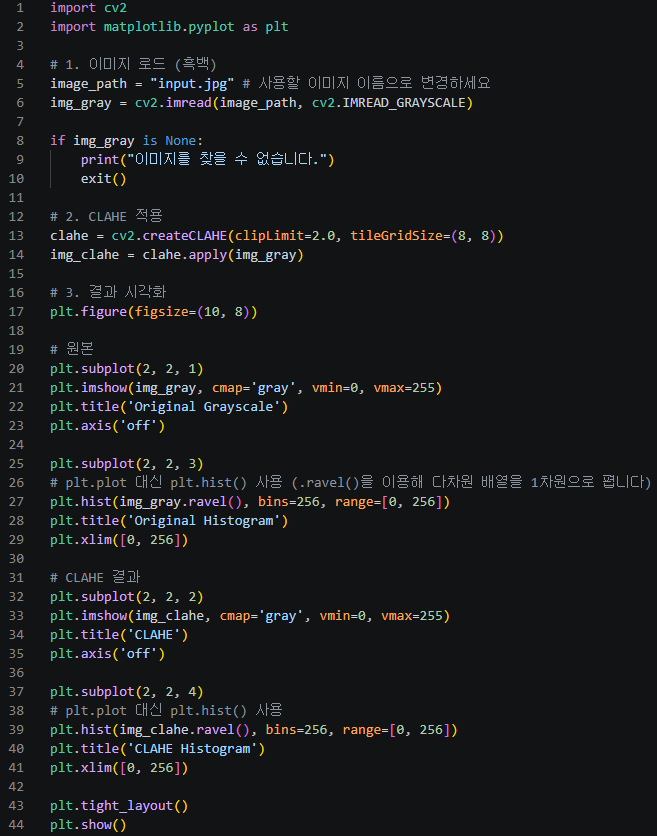 1 import cv2
2 import matplotlib.pyplot as plt
3
4 # 1. 이미지 로드 (흑백)
5 image_path = "input.jpg" # 사용할 이미지 이름으로 변경하세요
6 img_gray = cv2.imread(image_path, cv2.IMREAD_GRAYSCALE)
7
8 if img_gray is None:
9     print("이미지를 찾을 수 없습니다.")
10     exit()
11
12 # 2. CLAHE 적용
13 clahe = cv2.createCLAHE(clipLimit=2.0, tileGridSize=(8, 8))
14 img_clahe = clahe.apply(img_gray)
15
16 # 3. 결과 시각화
17 plt.figure(figsize=(10, 8))
18
19 # 원본
20 plt.subplot(2, 2, 1)
21 plt.imshow(img_gray, cmap='gray', vmin=0, vmax=255)
22 plt.title('Original Grayscale')
23 plt.axis('off')
24
25 plt.subplot(2, 2, 3)
26 # plt.plot 대신 plt.hist() 사용 (.ravel()을 이용해 다차원 배열을 1차원으로 폅니다)
27 plt.hist(img_gray.ravel(), bins=256, range=[0, 256])
28 plt.title('Original Histogram')
29 plt.xlim([0, 256])
30
31 # CLAHE 결과
32 plt.subplot(2, 2, 2)
33 plt.imshow(img_clahe, cmap='gray', vmin=0, vmax=255)
34 plt.title('CLAHE')
35 plt.axis('off')
36
37 plt.subplot(2, 2, 4)
38 # plt.plot 대신 plt.hist() 사용
39 plt.hist(img_clahe.ravel(), bins=256, range=[0, 256])
40 plt.title('CLAHE Histogram')
41 plt.xlim([0, 256])
42
43 plt.tight_layout()
44 plt.show()